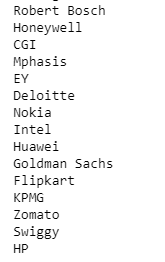 Robert Bosch
Honeywell
CGI
Mphasis
EY
Deloitte
Nokia
Intel
Huawei
Goldman Sachs
Flipkart
KPMG
Zomato
Swiggy
HP